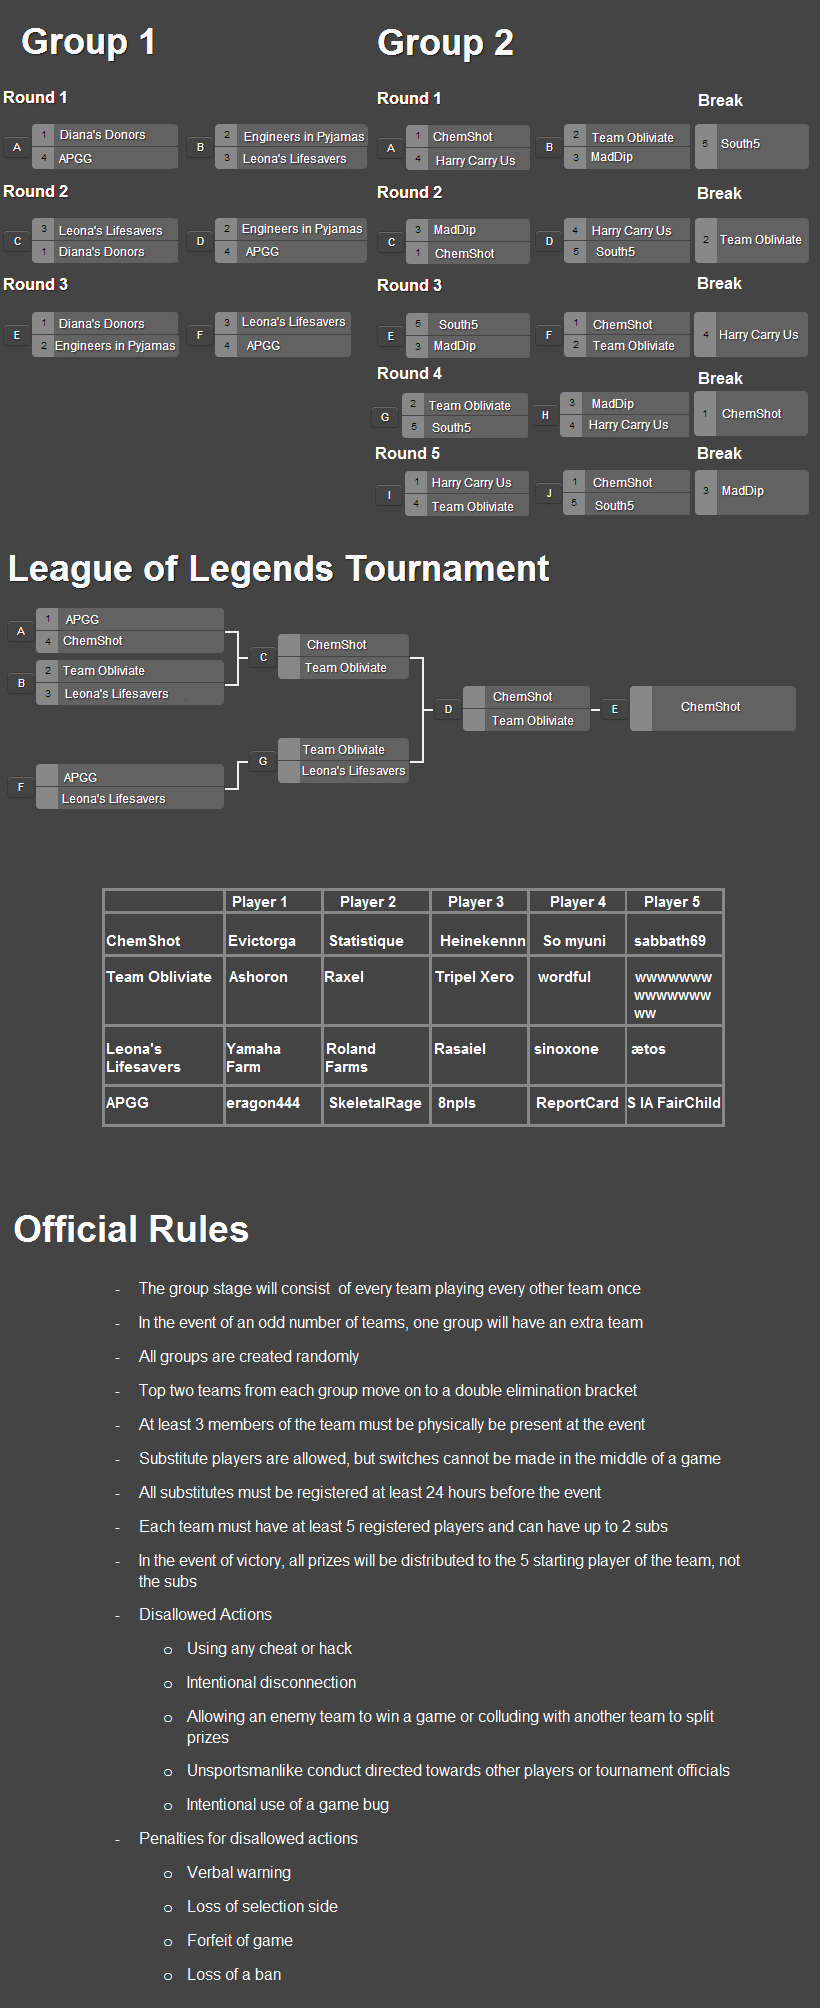 Group 1
Group 2
Round 1
A
1 Diana's Donors
4 APGG
B
2 Engineers in Pyjamas
3 Leona's Lifesavers
Round 2
C
3 Leona's Lifesavers
1 Diana's Donors
D
2 Engineers in Pyjamas
4 APGG
Round 3
E
1 Diana's Donors
2 Engineers in Pyjamas
F
3 Leona's Lifesavers
4 APGG
Round 1
Break
A
1 ChemShot
4 Harry Carry Us
B
2 Team Obliviate
3 MadDip
5 South5
Round 2
Break
C
3 MadDip
1 ChemShot
D
4 Harry Carry Us
5 South5
2 Team Obliviate
Round 3
Break
E
5 South5
3 MadDip
F
1 ChemShot
2 Team Obliviate
4 Harry Carry Us
Round 4
Break
G
2 Team Obliviate
5 South5
H
3 MadDip
4 Harry Carry Us
1 ChemShot
Round 5
Break
I
1 Harry Carry Us
4 Team Obliviate
J
1 ChemShot
5 South5
3 MadDip
League of Legends Tournament
A
1 APGG
4 ChemShot
B
2 Team Obliviate
3 Leona's Lifesavers
C
ChemShot
Team Obliviate
D
ChemShot
Team Obliviate
E
ChemShot
F
APGG
Leona's Lifesavers
G
Team Obliviate
Leona's Lifesavers
Player 1 Player 2 Player 3 Player 4 Player 5
ChemShot Evictorga Statistique Heinekennn So myuni sabbath69
Team Obliviate Ashoron Raxel Tripel Xero wordful wwwwwww
wwwwwww
ww
Leona's Yamaha Roland Rasaiel sinoxone ætos
Lifesavers Farm Farms
APGG eragon444 SkeletalRage 8npls ReportCard S IA FairChild
Official Rules
- The group stage will consist of every team playing every other team once
- In the event of an odd number of teams, one group will have an extra team
- All groups are created randomly
- Top two teams from each group move on to a double elimination bracket
- At least 3 members of the team must be physically be present at the event
- Substitute players are allowed, but switches cannot be made in the middle of a game
- All substitutes must be registered at least 24 hours before the event
- Each team must have at least 5 registered players and can have up to 2 subs
- In the event of victory, all prizes will be distributed to the 5 starting player of the team, not
the subs
- Disallowed Actions
o Using any cheat or hack
o Intentional disconnection
o Allowing an enemy team to win a game or colluding with another team to split
prizes
o Unsportsmanlike conduct directed towards other players or tournament officials
o Intentional use of a game bug
- Penalties for disallowed actions
o Verbal warning
o Loss of selection side
o Forfeit of game
o Loss of a ban